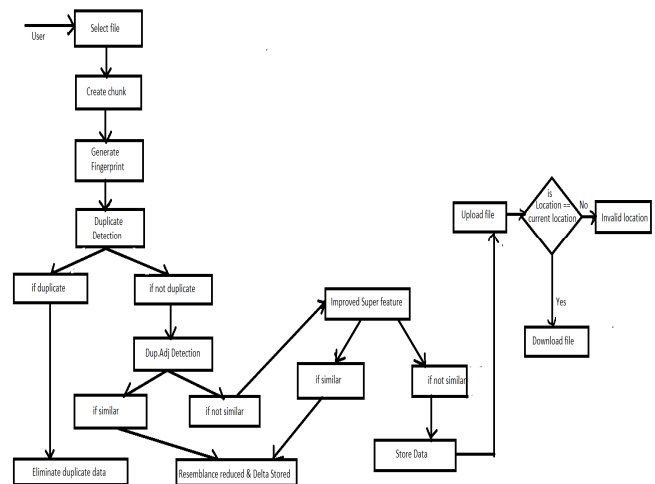 Select file
User
Create chunk
Generate
Fingerprint
Duplicate
Detection
if duplicate
if not duplicate
Dup.Adj Detection
if similar
if not similar
Eliminate duplicate data
Resemblance reduced & Delta Stored
Improved Super feature
if similar
if not similar
Store Data
Upload file
is
Location ==
current location
No
Invalid location
Yes
Download file